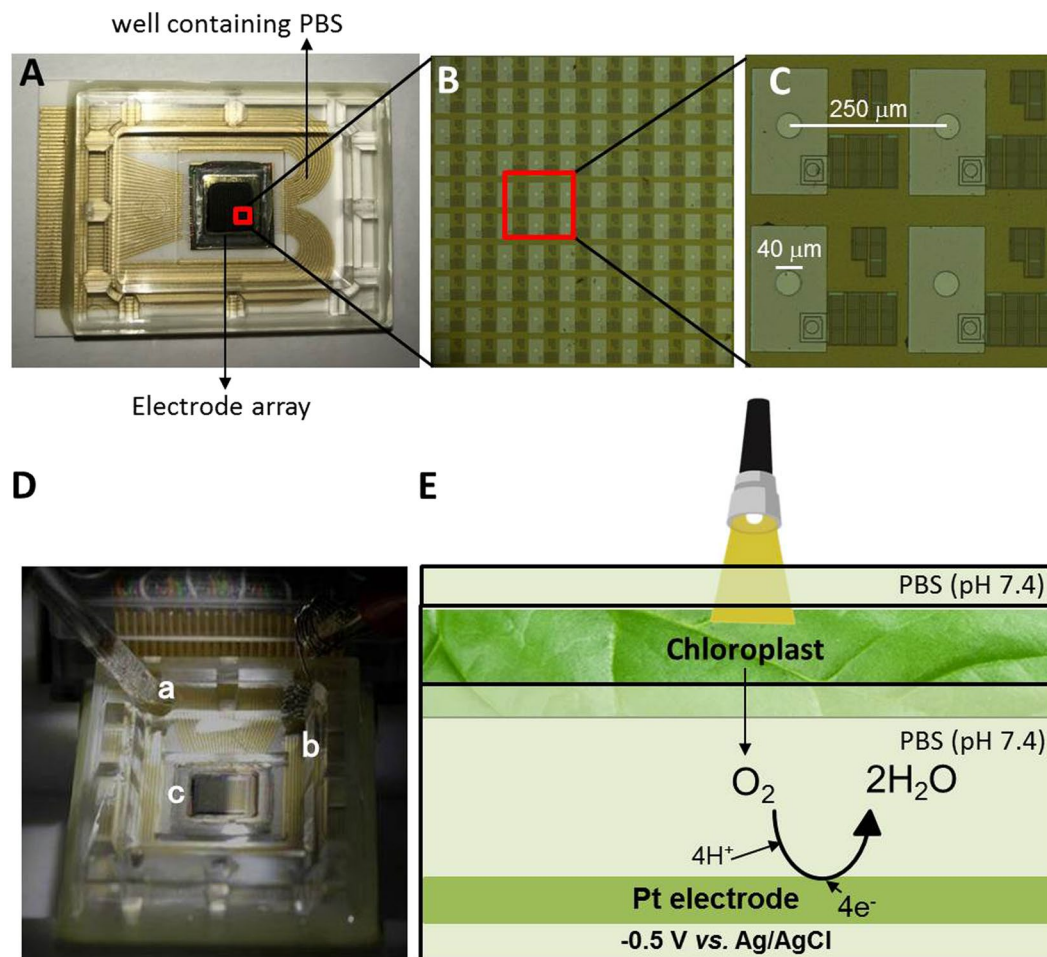 well containing PBS
A
B
C
250 μm
40 μm
Electrode array
D
E
a
b
c
PBS (pH 7.4)
Chloroplast
PBS (pH 7.4)
O₂
2H₂O
4H⁺
Pt electrode
4e⁻
-0.5 V vs. Ag/AgCl